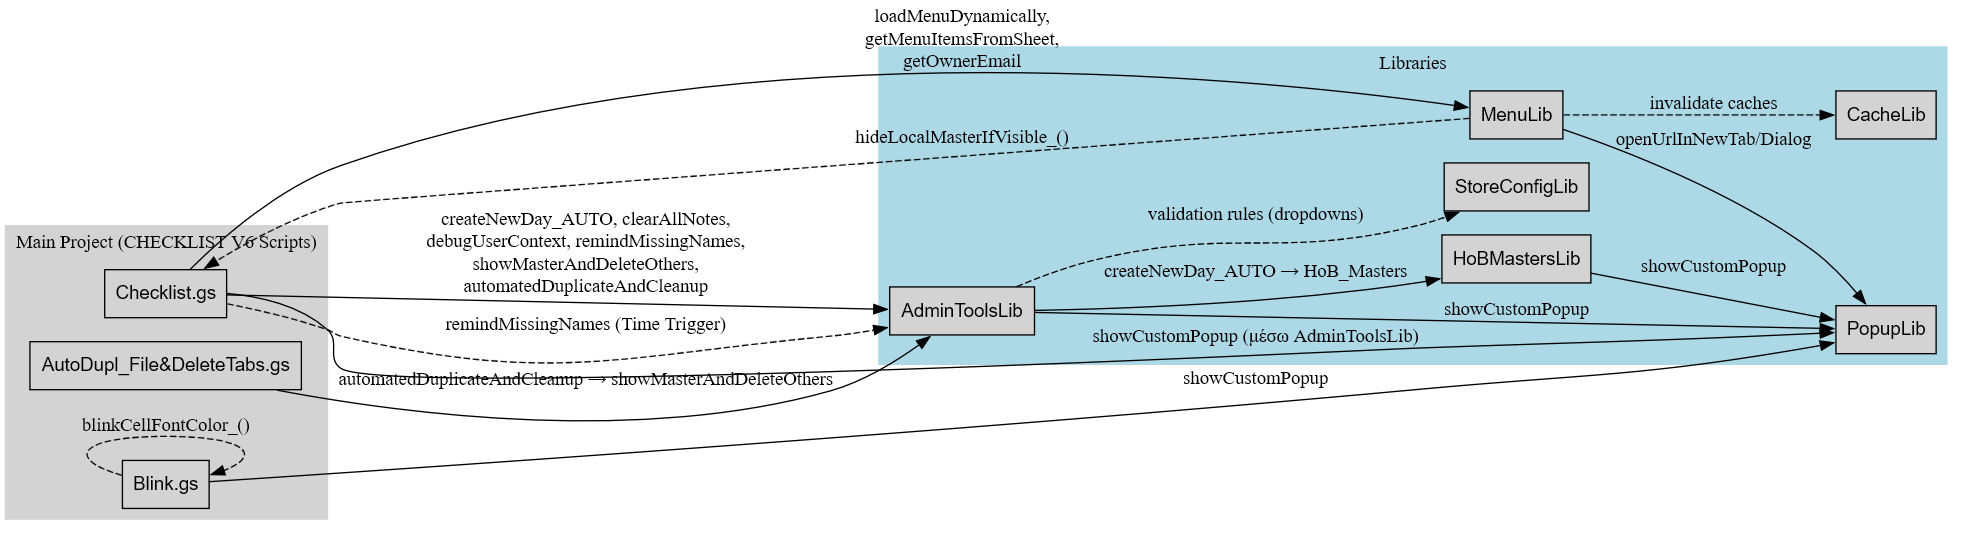 loadMenuDynamically,
getMenuItemsFromSheet,
getOwnerEmail
Libraries
MenuLib
invalidate caches
CacheLib
hideLocalMasterIfVisible_()
openUrlInNewTab/Dialog
StoreConfigLib
validation rules (dropdowns)
Main Project (CHECKLIST V6 Scripts)
createNewDay_AUTO, clearAllNotes,
debugUserContext, remindMissingNames,
showMasterAndDeleteOthers,
automatedDuplicateAndCleanup
HoBMastersLib
createNewDay_AUTO → HoB_Masters
showCustomPopup
Checklist.gs
AdminToolsLib
showCustomPopup
remindMissingNames (Time Trigger)
PopupLib
showCustomPopup (μέσω AdminToolsLib)
AutoDupl_File&DeleteTabs.gs
automatedDuplicateAndCleanup → showMasterAndDeleteOthers
showCustomPopup
blinkCellFontColor_()
Blink.gs